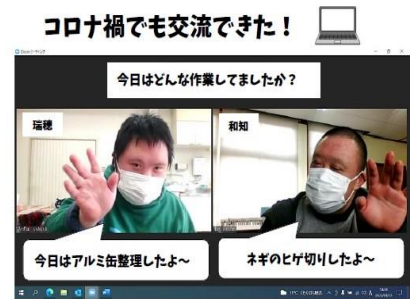 コロナ禍でも交流できた！
今日はどんな作業してましたか？
瑞穂
和知
今日はアルミ缶整理したよ～
ネギのヒゲ切りしたよ～